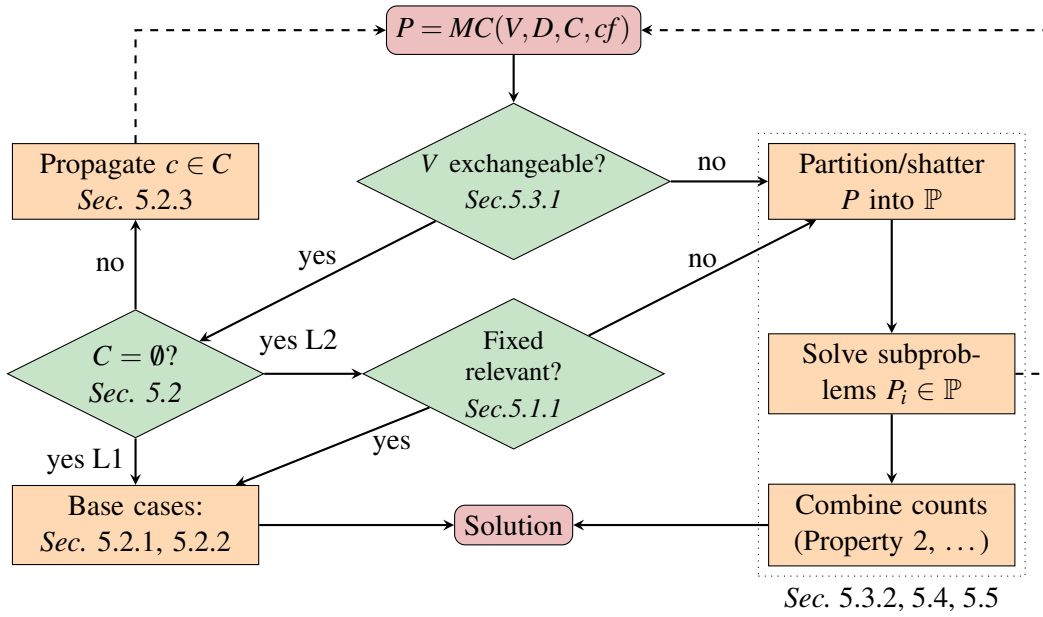 P = MC(V, D, C, cf)
V exchangeable?
Sec.5.3.1
no
Partition/shatter
P into ℙ
Propagate c ∈ C
Sec. 5.2.3
no
yes
no
C = ∅?
Sec. 5.2
yes L2
Fixed
relevant?
Sec.5.1.1
Solve subprob-
lems Pᵢ ∈ ℙ
yes L1
yes
Base cases:
Sec. 5.2.1, 5.2.2
Solution
Combine counts
(Property 2, ...)
Sec. 5.3.2, 5.4, 5.5